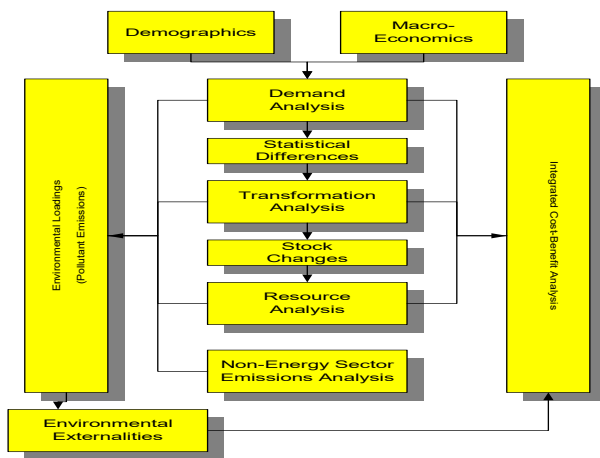 Demographics
Macro-
Economics
Demand
Analysis
Statistical
Differences
Transformation
Analysis
Stock
Changes
Resource
Analysis
Non-Energy Sector
Emissions Analysis
Environmental Loadings
(Pollutant Emissions)
Integrated Cost-Benefit Analysis
Environmental
Externalities